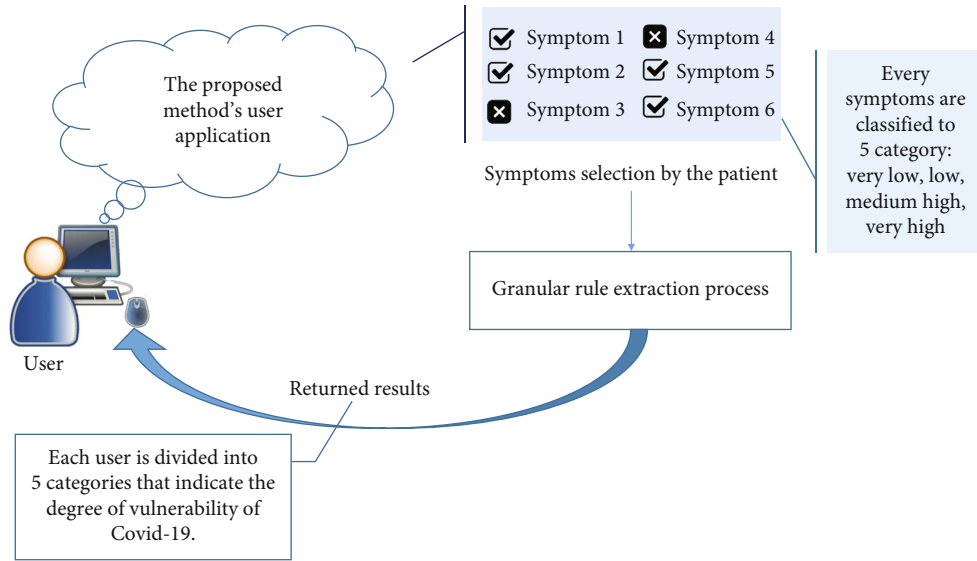 The proposed
method's user
application
Symptom 1
Symptom 4
Symptom 2
Symptom 5
Symptom 3
Symptom 6
Every
symptoms are
classified to
5 category:
very low, low,
medium high,
very high
Symptoms selection by the patient
Granular rule extraction process
User
Returned results
Each user is divided into
5 categories that indicate the
degree of vulnerability of
Covid-19.